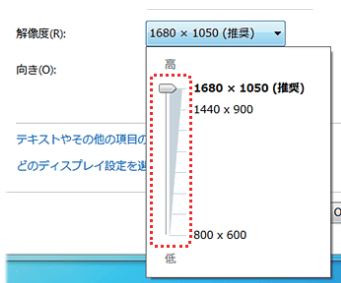 解像度(R):
1680 × 1050 (推奨)
高
向き(O):
1680 × 1050 (推奨)
1440 x 900
テキストやその他の項目の
どのディスプレイ設定を選
O
800 x 600
低